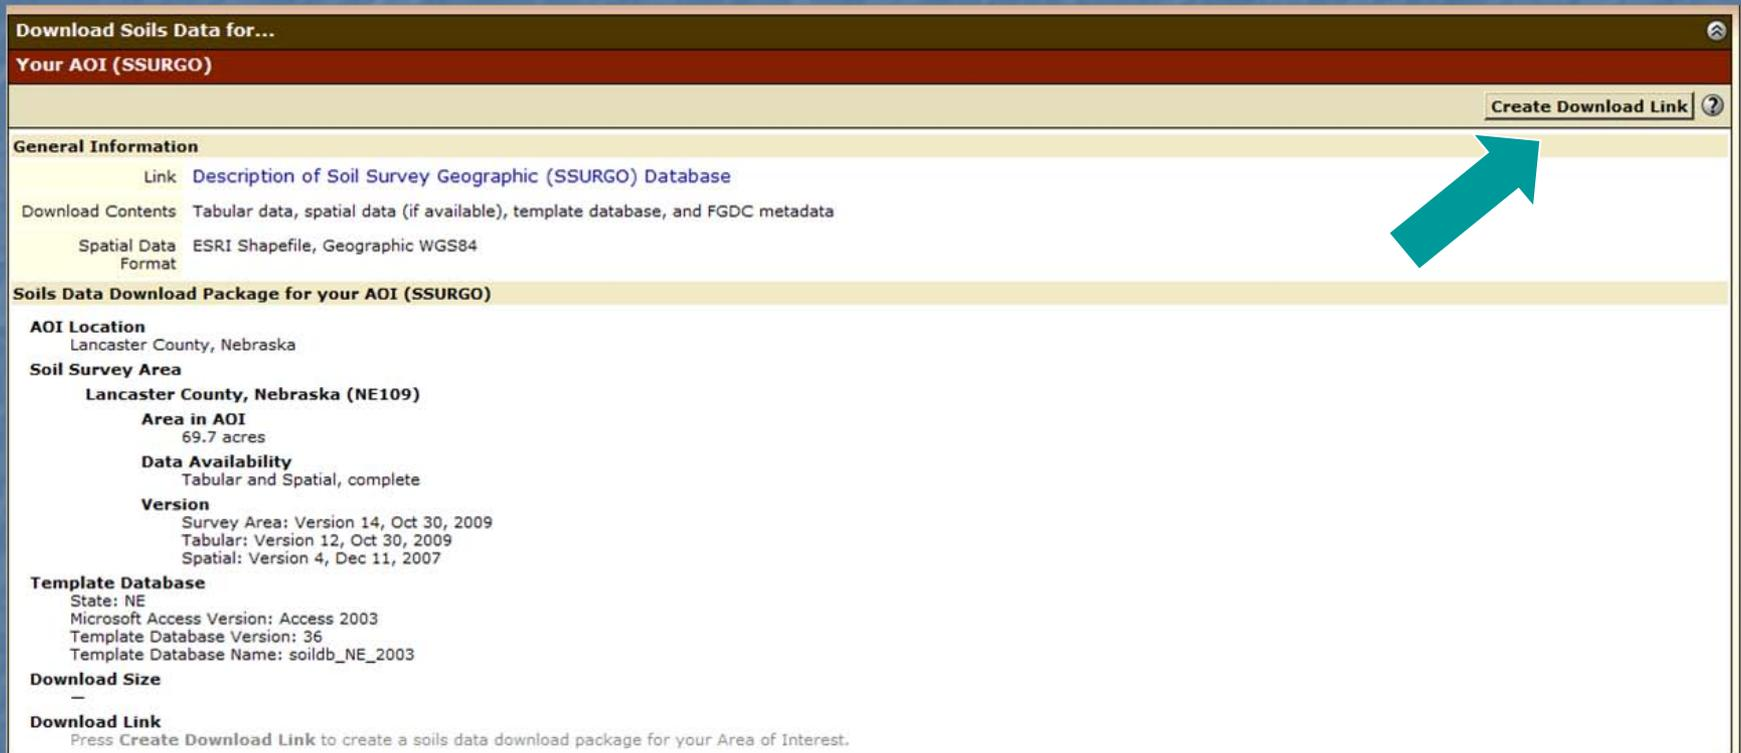 Download Soils Data for...
Your AOI (SSURGO)
Create Download Link ?
General Information
Link Description of Soil Survey Geographic (SSURGO) Database
Download Contents Tabular data, spatial data (if available), template database, and FGDC metadata
Spatial Data Format ESRI Shapefile, Geographic WGS84
Soils Data Download Package for your AOI (SSURGO)
AOI Location
Lancaster County, Nebraska
Soil Survey Area
Lancaster County, Nebraska (NE109)
Area in AOI
69.7 acres
Data Availability
Tabular and Spatial, complete
Version
Survey Area: Version 14, Oct 30, 2009
Tabular: Version 12, Oct 30, 2009
Spatial: Version 4, Dec 11, 2007
Template Database
State: NE
Microsoft Access Version: Access 2003
Template Database Version: 36
Template Database Name: soildb_NE_2003
Download Size
—
Download Link
Press Create Download Link to create a soils data download package for your Area of Interest.